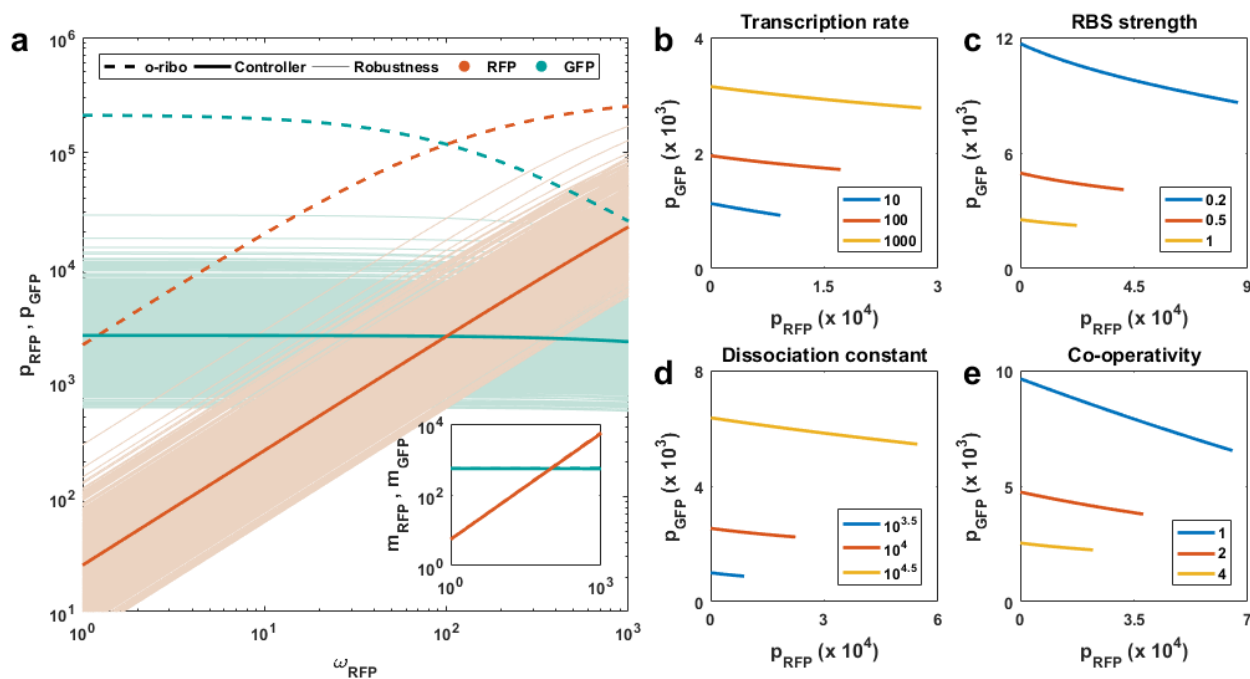 a
10^6
10^5
10^4
10^3
10^2
10^1
p_RFP , p_GFP
o-ribo Controller Robustness RFP GFP
10^0 10^1 10^2 10^3
ω_RFP
m_RFP , m_GFP
10^4
10^2
10^0
10^0 10^3
b
Transcription rate
p_GFP (x 10^3)
4
2
0
10
100
1000
0 1.5 3
p_RFP (x 10^4)
c
RBS strength
p_GFP (x 10^3)
12
6
0
0.2
0.5
1
0 4.5 9
p_RFP (x 10^4)
d
Dissociation constant
p_GFP (x 10^3)
8
4
0
10^3.5
10^4
10^4.5
0 3 6
p_RFP (x 10^4)
e
Co-operativity
p_GFP (x 10^3)
10
5
0
1
2
4
0 3.5 7
p_RFP (x 10^4)